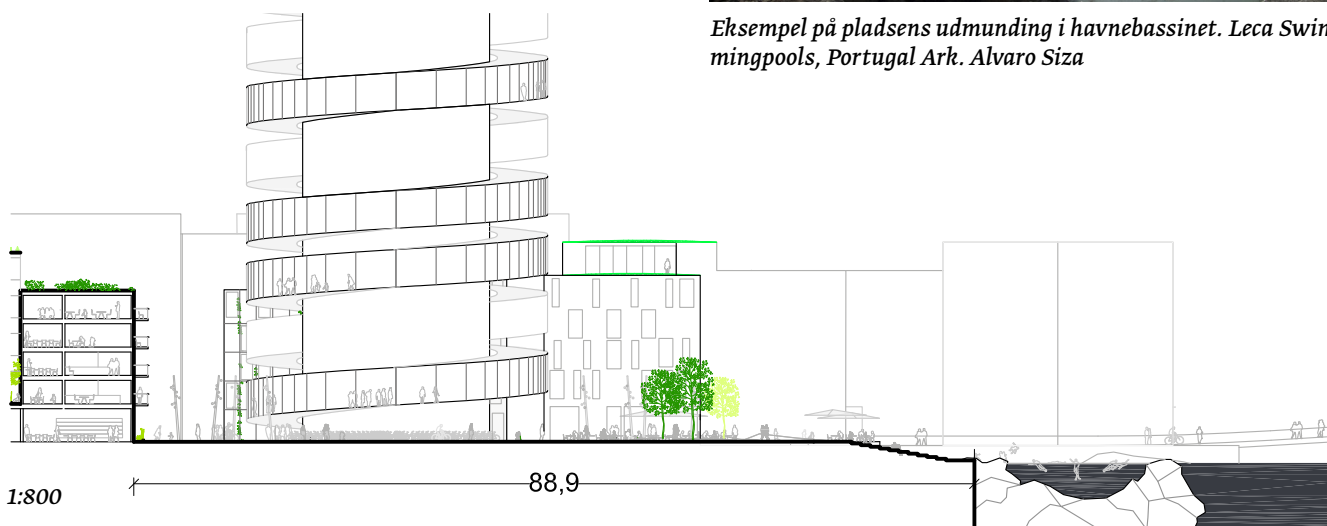 Eksempel på pladsens udmunding i havnebassinet. Leca Swim
mingpools, Portugal Ark. Alvaro Siza
88,9
1:800